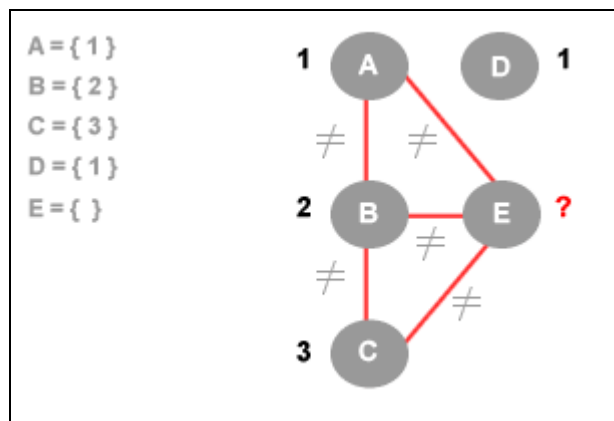 A = { 1 }
B = { 2 }
C = { 3 }
D = { 1 }
E = { }
1 A D 1
≠ ≠
2 B E ?
≠
≠ ≠
3 C